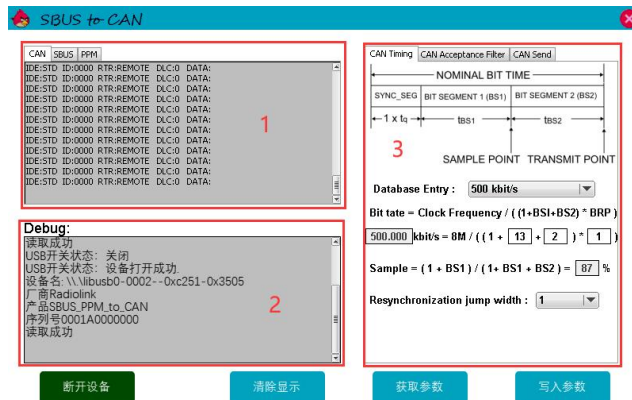 SBUS to CAN
CAN SBUS PPM
IDE:STD ID:0000 RTR:REMOTE DLC:0 DATA:
IDE:STD ID:0000 RTR:REMOTE DLC:0 DATA:
IDE:STD ID:0000 RTR:REMOTE DLC:0 DATA:
IDE:STD ID:0000 RTR:REMOTE DLC:0 DATA:
IDE:STD ID:0000 RTR:REMOTE DLC:0 DATA:
IDE:STD ID:0000 RTR:REMOTE DLC:0 DATA:
IDE:STD ID:0000 RTR:REMOTE DLC:0 DATA:
IDE:STD ID:0000 RTR:REMOTE DLC:0 DATA:
IDE:STD ID:0000 RTR:REMOTE DLC:0 DATA:
IDE:STD ID:0000 RTR:REMOTE DLC:0 DATA:
IDE:STD ID:0000 RTR:REMOTE DLC:0 DATA:
1
Debug:
读取成功
USB开关状态：关闭
USB开关状态：设备打开成功.
设备名: \\.\libusb0-0002--0xc251-0x3505
厂商Radiolink
产品SBUS_PPM_to_CAN
序列号0001A0000000
读取成功
2
CAN Timing CAN Acceptance Filter CAN Send
NOMINAL BIT TIME
SYNC_SEG BIT SEGMENT 1 (BS1) BIT SEGMENT 2 (BS2)
1 x tq tBS1 tBS2
3
SAMPLE POINT TRANSMIT POINT
Database Entry : 500 kbit/s
Bit tate = Clock Frequency / ( (1+BSI+BS2) * BRP )
500.000 kbit/s = 8M / ( ( 1 + 13 + 2 ) * 1 )
Sample = ( 1 + BS1 ) / ( 1+ BS1 + BS2 ) = 87 %
Resynchronization jump width : 1
断开设备 清除显示 获取参数 写入参数